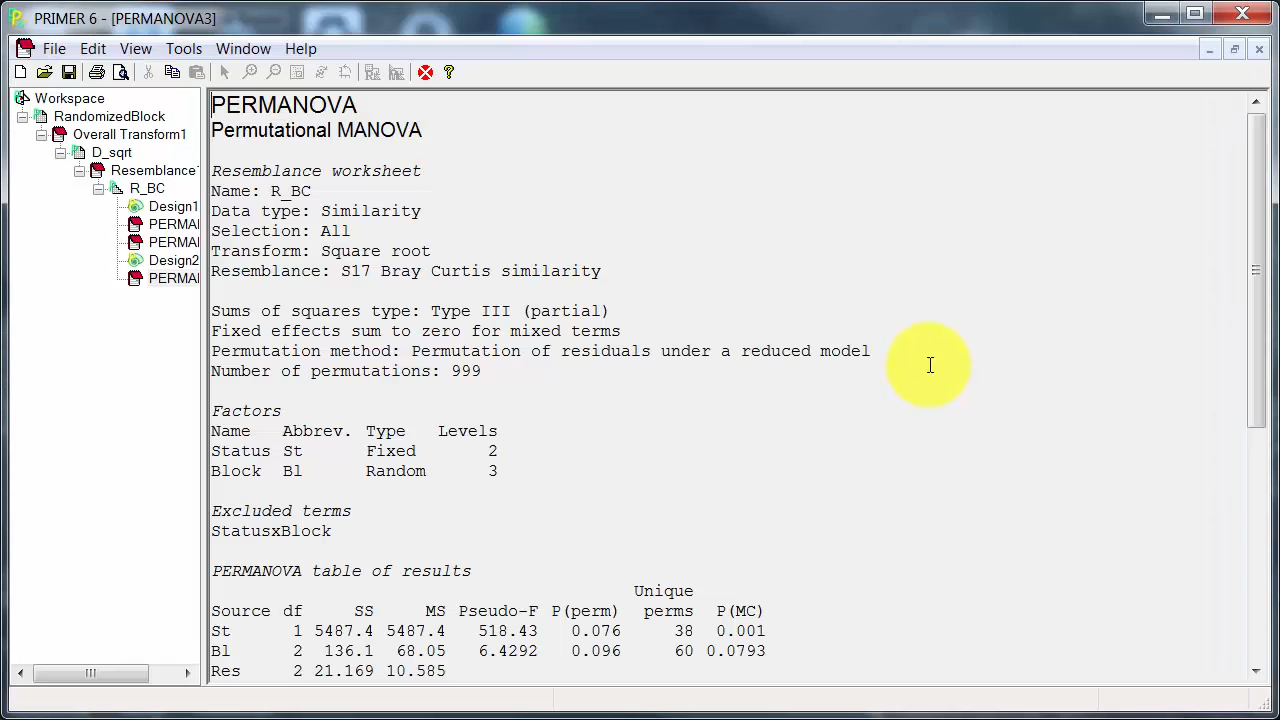 PRIMER 6 - [PERMANOVA3]
File Edit View Tools Window Help
Workspace
RandomizedBlock
Overall Transform1
D_sqrt
Resemblance1
R_BC
Design1
PERMAN
PERMAN
Design2
PERMAN
PERMANOVA
Permutational MANOVA
Resemblance worksheet
Name: R_BC
Data type: Similarity
Selection: All
Transform: Square root
Resemblance: S17 Bray Curtis similarity
Sums of squares type: Type III (partial)
Fixed effects sum to zero for mixed terms
Permutation method: Permutation of residuals under a reduced model
Number of permutations: 999
Factors
Name Abbrev. Type Levels
Status St Fixed 2
Block Bl Random 3
Excluded terms
StatusxBlock
PERMANOVA table of results
Unique
Source df SS MS Pseudo-F P(perm) perms P(MC)
St 1 5487.4 5487.4 518.43 0.076 38 0.001
Bl 2 136.1 68.05 6.4292 0.096 60 0.0793
Res 2 21.169 10.585